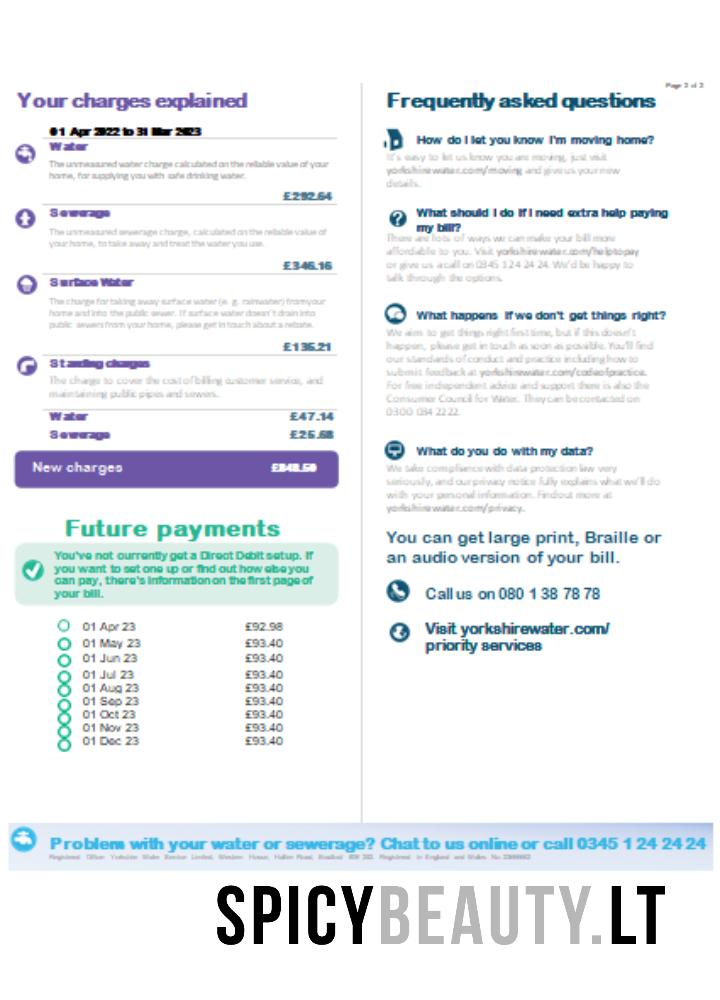 Page 2 of 2
Your charges explained
01 Apr 2022 to 31 Mar 2023
Water
The unmeasured water charge calculated on the reliable value of your
home, for supplying you with safe drinking water.
£292.64
Sewerage
The unmeasured sewerage charge, calculated on the reliable value of
your home, to take away and treat the water you use.
£346.16
Surface Water
The charge for taking away surface water (e. g. rainwater) from your
home and into the public sewer. If surface water doesn't drain into
public sewers from your home, please get in touch about a rebate.
£135.21
Standing charges
The charge to cover the cost of billing customer service, and
maintaining public pipes and sewers.
Water £47.14
Sewerage £25.68
New charges £848.50
Future payments
You've not currently get a Direct Debit setup. If
you want to set one up or find out how else you
can pay, there's information on the first page of
your bill.
01 Apr 23 £92.98
01 May 23 £93.40
01 Jun 23 £93.40
01 Jul 23 £93.40
01 Aug 23 £93.40
01 Sep 23 £93.40
01 Oct 23 £93.40
01 Nov 23 £93.40
01 Dec 23 £93.40
Frequently asked questions
How do I let you know I'm moving home?
It's easy to let us know you are moving, just visit
yorkshirewater.com/moving and give us your new
details.
What should I do if I need extra help paying
my bill?
There are lots of ways we can make your bill more
affordable to you. Visit yorkshirewater.com/helptopay
or give us a call on 0345 1 24 24 24. We'd be happy to
talk through the options.
What happens if we don't get things right?
We aim to get things right first time, but if this doesn't
happen, please get in touch as soon as possible. You'll find
our standards of conduct and practice including how to
submit feedback at yorkshirewater.com/codeofpractice.
For free independent advice and support there is also the
Consumer Council for Water. They can be contacted on
0300 034 2222.
What do you do with my data?
We take compliance with data protection law very
seriously, and our privacy notice fully explains what we'll do
with your personal information. Find out more at
yorkshirewater.com/privacy.
You can get large print, Braille or
an audio version of your bill.
Call us on 080 1 38 78 78
Visit yorkshirewater.com/
priority services
Problem with your water or sewerage? Chat to us online or call 0345 1 24 24 24
Registered Office Yorkshire Water Service Limited, Western House, Halifax Road, Bradford Registered in England and Wales No
SPICYBEAUTY.LT